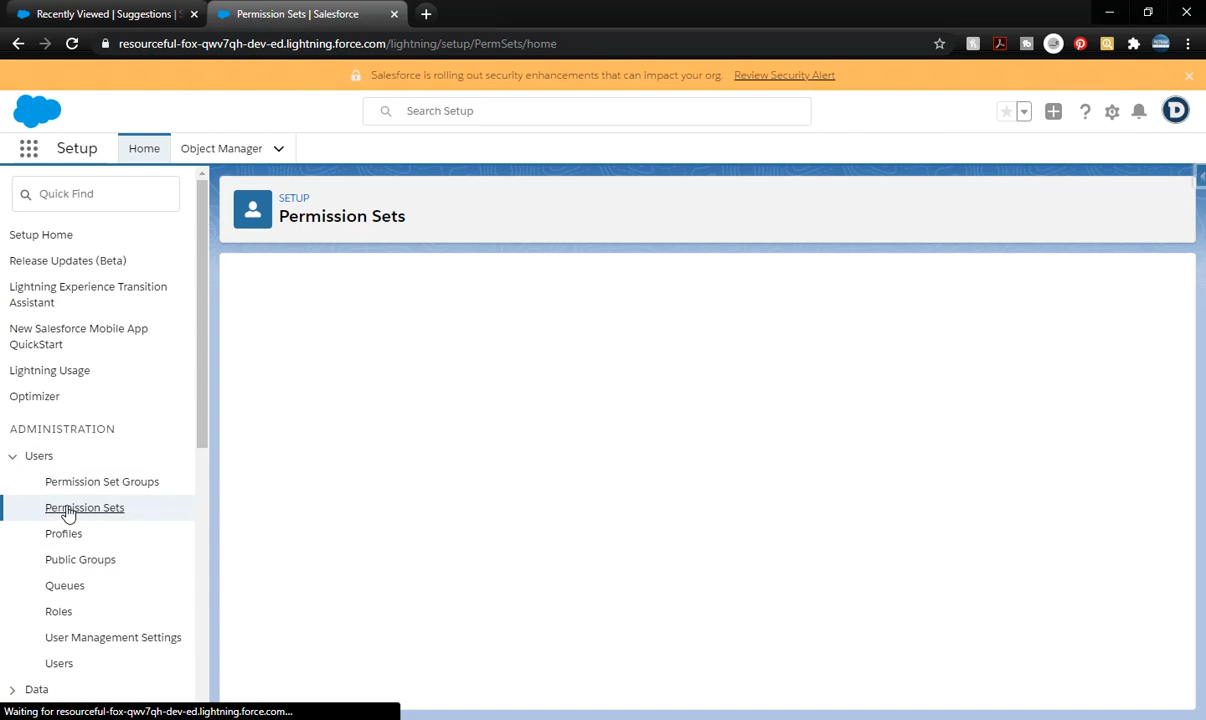 Recently Viewed | Suggestions |
Permission Sets | Salesforce
resourceful-fox-qwv7qh-dev-ed.lightning.force.com/lightning/setup/PermSets/home
Salesforce is rolling out security enhancements that can impact your org. Review Security Alert
Search Setup
Setup
Home
Object Manager
Quick Find
Setup Home
Release Updates (Beta)
Lightning Experience Transition
Assistant
New Salesforce Mobile App
QuickStart
Lightning Usage
Optimizer
ADMINISTRATION
Users
Permission Set Groups
Permission Sets
Profiles
Public Groups
Queues
Roles
User Management Settings
Users
Data
SETUP
Permission Sets
D
Waiting for resourceful-fox-qwv7qh-dev-ed.lightning.force.com...